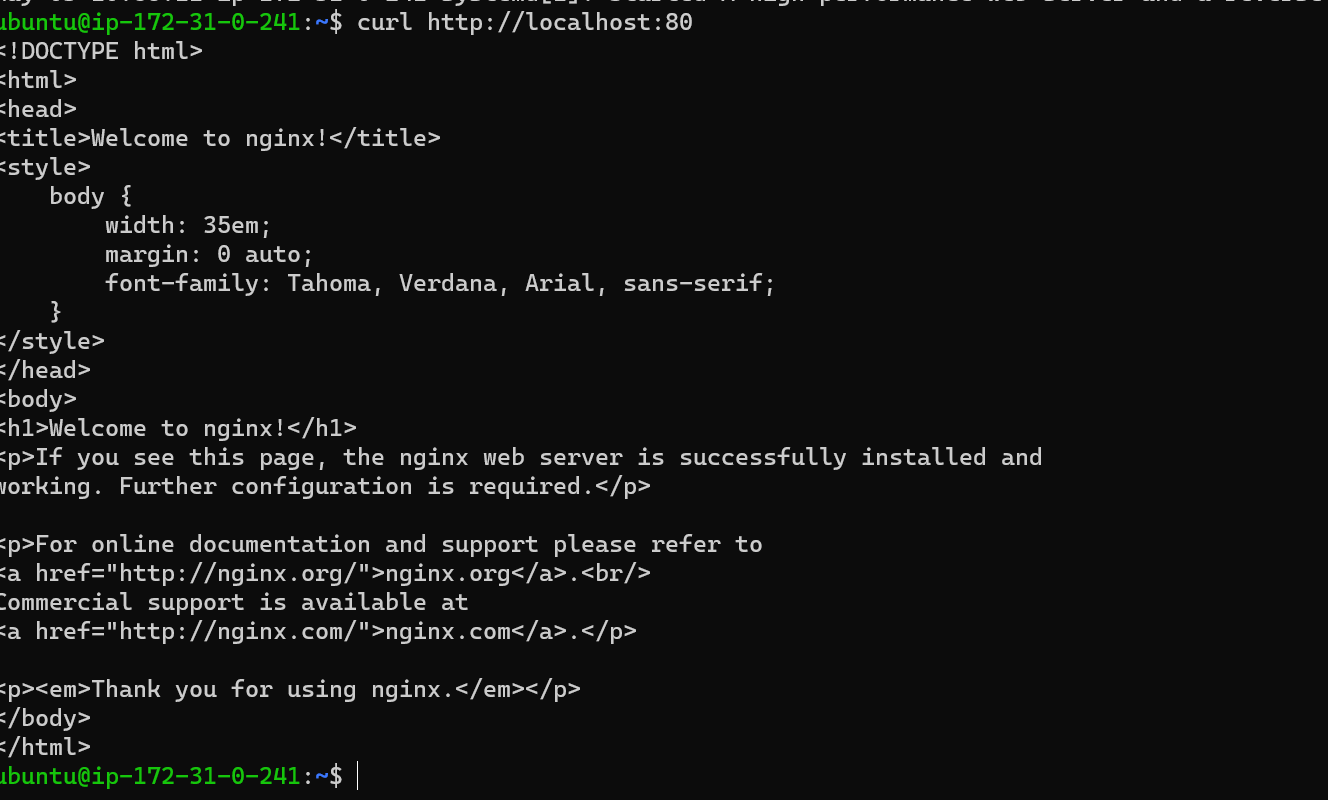 ubuntu@ip-172-31-0-241:~$ curl http://localhost:80
<!DOCTYPE html>
<html>
<head>
<title>Welcome to nginx!</title>
<style>
    body {
        width: 35em;
        margin: 0 auto;
        font-family: Tahoma, Verdana, Arial, sans-serif;
    }
</style>
</head>
<body>
<h1>Welcome to nginx!</h1>
<p>If you see this page, the nginx web server is successfully installed and
working. Further configuration is required.</p>

<p>For online documentation and support please refer to
<a href="http://nginx.org/">nginx.org</a>.<br/>
Commercial support is available at
<a href="http://nginx.com/">nginx.com</a>.</p>

<p><em>Thank you for using nginx.</em></p>
</body>
</html>
ubuntu@ip-172-31-0-241:~$